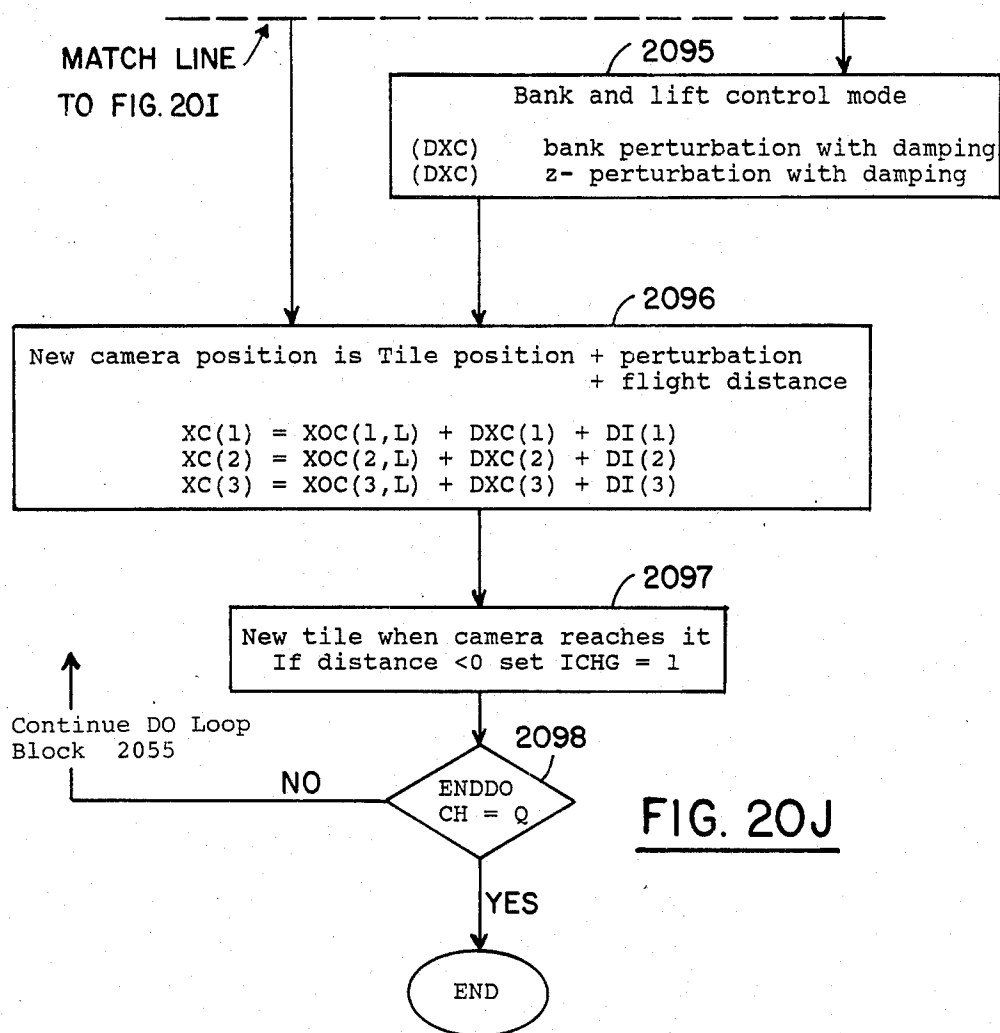 MATCH LINE
TO FIG. 20I
2095
Bank and lift control mode
(DXC) bank perturbation with damping
(DXC) z- perturbation with damping
2096
New camera position is Tile position + perturbation
+ flight distance
XC(1) = XOC(1,L) + DXC(1) + DI(1)
XC(2) = XOC(2,L) + DXC(2) + DI(2)
XC(3) = XOC(3,L) + DXC(3) + DI(3)
2097
New tile when camera reaches it
If distance <0 set ICHG = 1
Continue DO Loop
Block 2055
2098
NO
ENDDO
CH = Q
FIG. 20J
YES
END